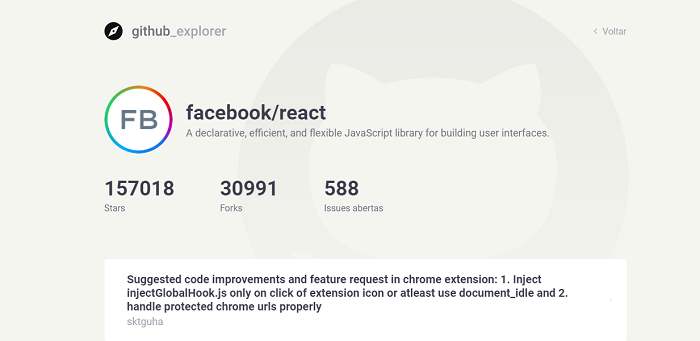 github_explorer
Voltar
FB
facebook/react
A declarative, efficient, and flexible JavaScript library for building user interfaces.
157018 30991 588
Stars Forks Issues abertas
Suggested code improvements and feature request in chrome extension: 1. Inject
injectGlobalHook.js only on click of extension icon or atleast use document_idle and 2.
handle protected chrome urls properly
sktguha